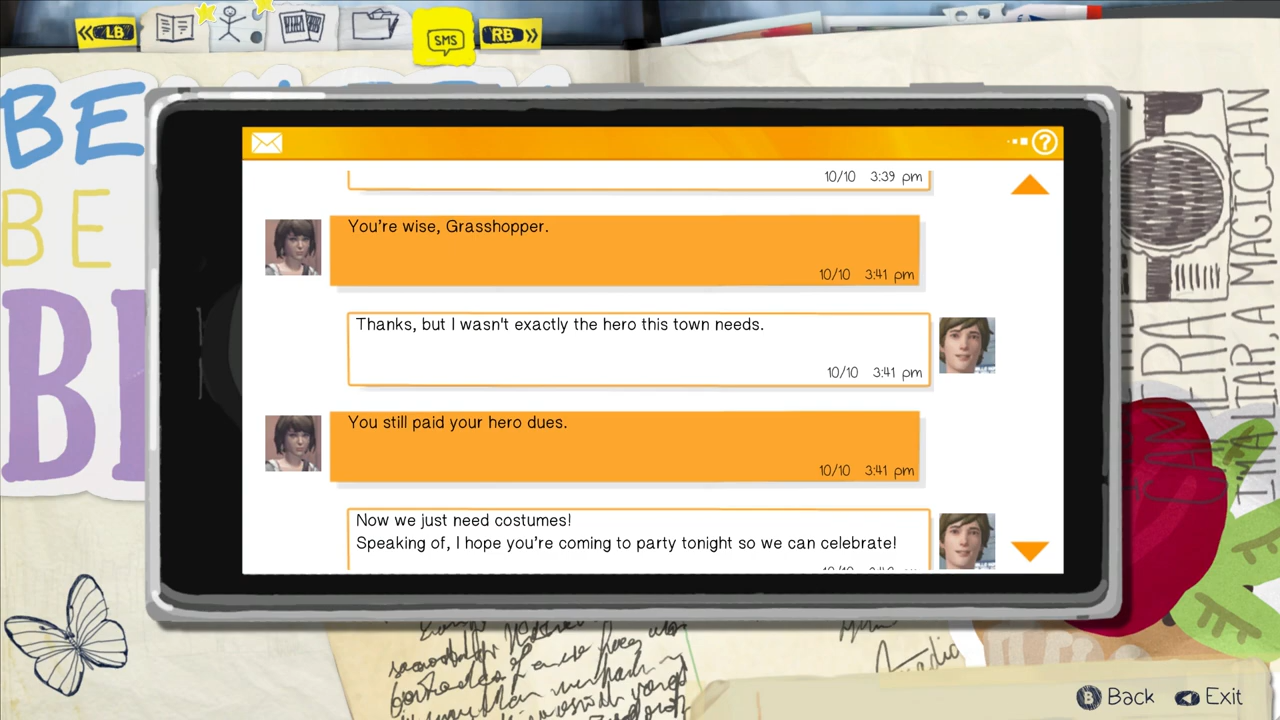 LB
SMS
RB
BE
BE
10/10 3:39 pm
You're wise, Grasshopper.
10/10 3:41 pm
Thanks, but I wasn't exactly the hero this town needs.
10/10 3:41 pm
You still paid your hero dues.
10/10 3:41 pm
Now we just need costumes!
Speaking of, I hope you're coming to party tonight so we can celebrate!
CAMERA
LIAR, A MAGICIAN
B Back
Exit